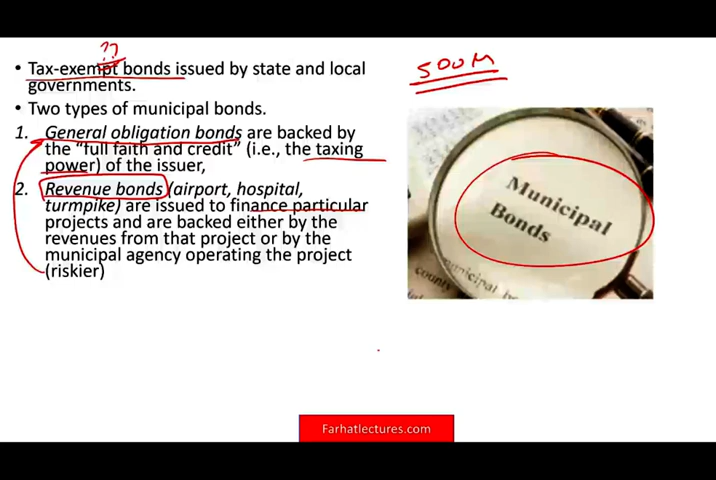 ??
• Tax-exempt bonds issued by state and local
governments.
• Two types of municipal bonds.
1. General obligation bonds are backed by
the "full faith and credit" (i.e., the taxing
power) of the issuer,
2. Revenue bonds (airport, hospital,
turmpike) are issued to finance particular
projects and are backed either by the
revenues from that project or by the
municipal agency operating the project
(riskier)
500M
Municipal
Bonds
county
municipal
Farhatlectures.com